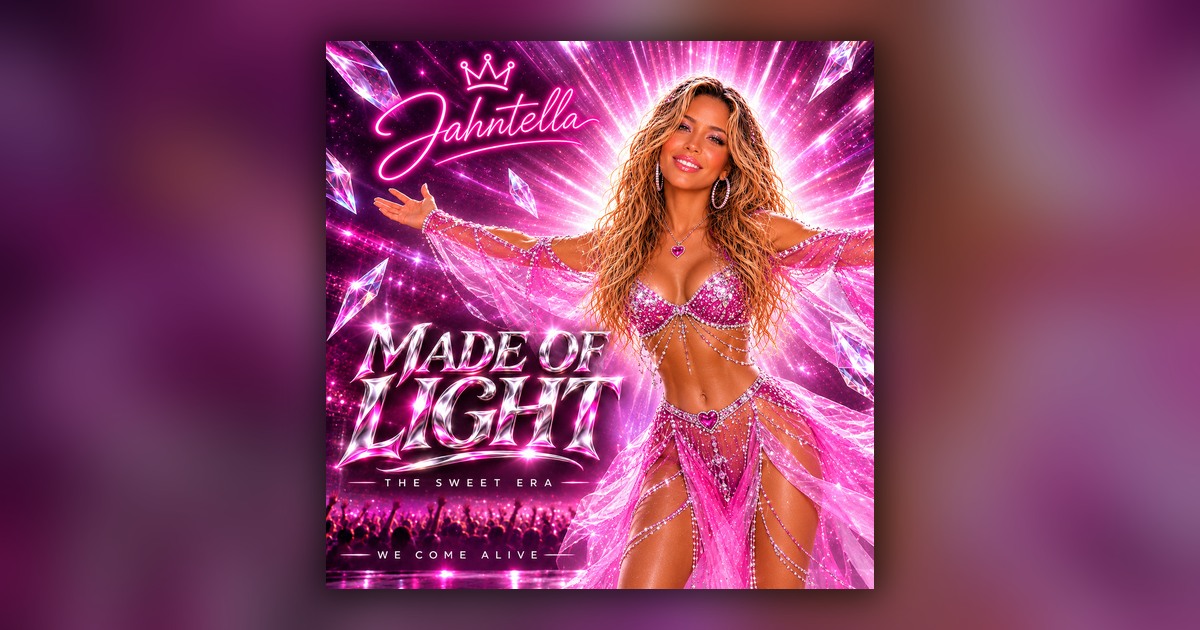 Jahntella
MADE OF
LIGHT
THE SWEET ERA
WE COME ALIVE